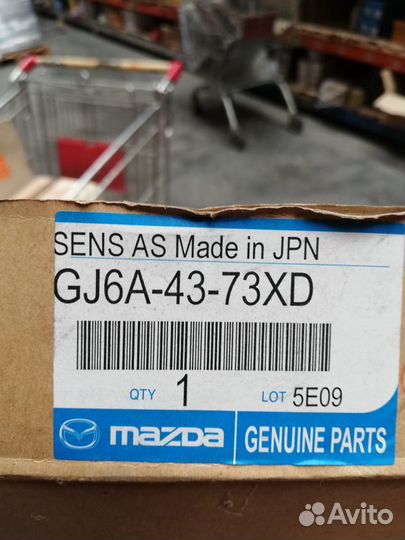 SENS AS Made in JPN
GJ6A-43-73XD
QTY 1 LOT 5E09
mazda GENUINE PARTS
Avito